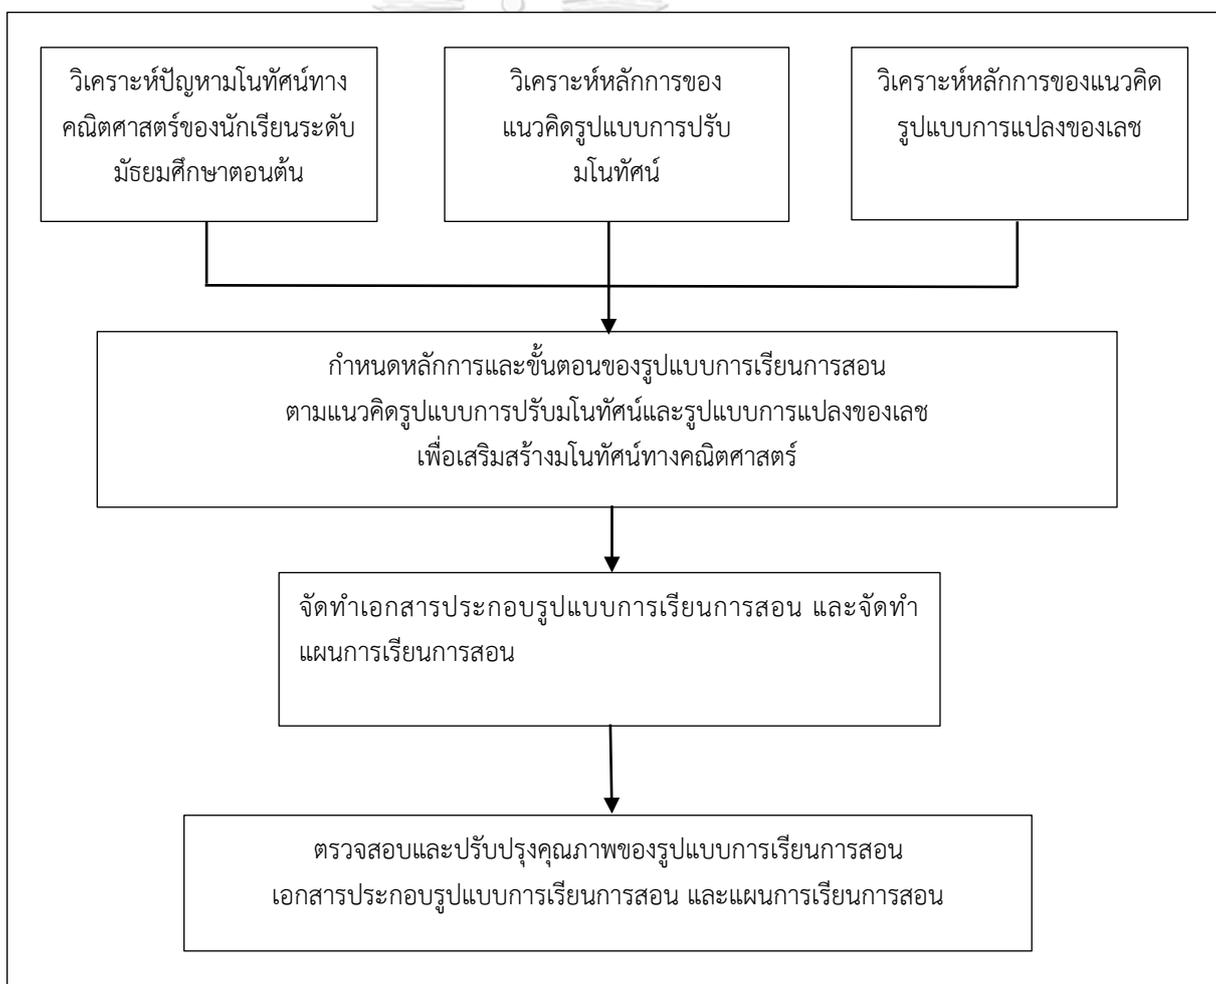 วิเคราะห์ปัญหามโนทัศน์ทาง
คณิตศาสตร์ของนักเรียนระดับ
มัธยมศึกษาตอนต้น
วิเคราะห์หลักการของ
แนวคิดรูปแบบการปรับ
มโนทัศน์
วิเคราะห์หลักการของแนวคิด
รูปแบบการแปลงของเลช
กำหนดหลักการและขั้นตอนของรูปแบบการเรียนการสอน
ตามแนวคิดรูปแบบการปรับมโนทัศน์และรูปแบบการแปลงของเลช
เพื่อเสริมสร้างมโนทัศน์ทางคณิตศาสตร์
จัดทำเอกสารประกอบรูปแบบการเรียนการสอน และจัดทำ
แผนการเรียนการสอน
ตรวจสอบและปรับปรุงคุณภาพของรูปแบบการเรียนการสอน
เอกสารประกอบรูปแบบการเรียนการสอน และแผนการเรียนการสอน